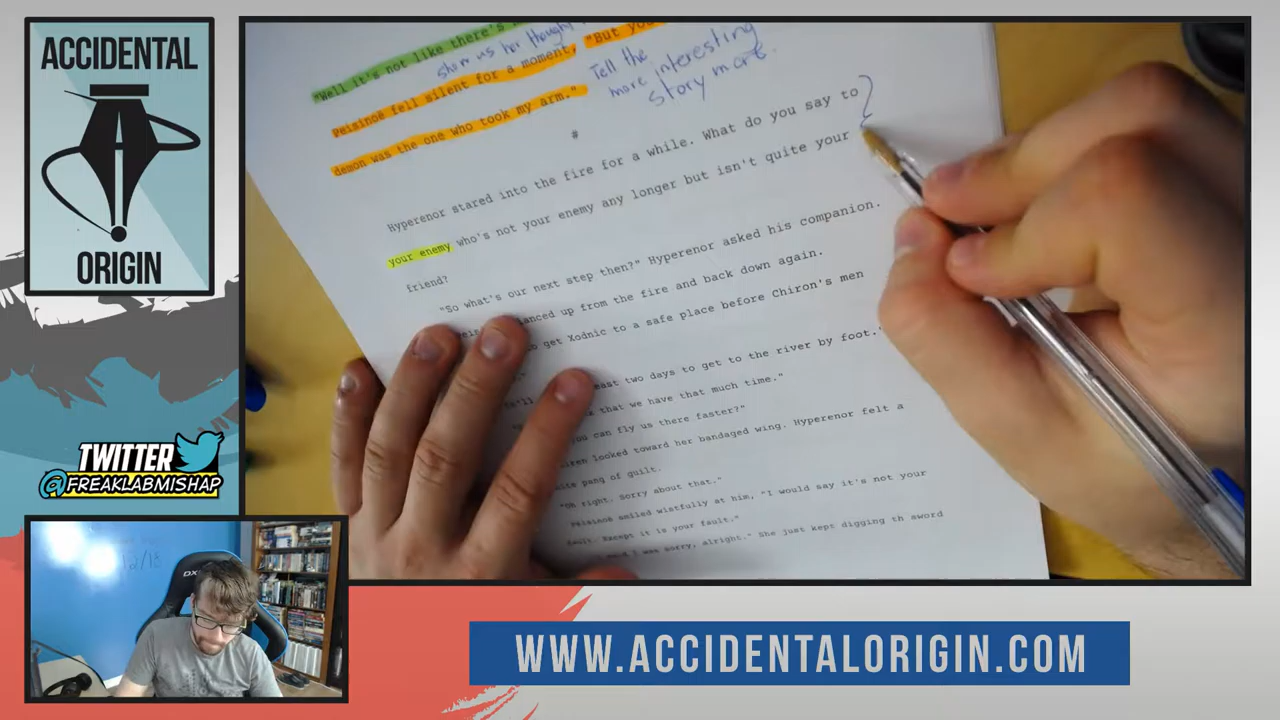 ACCIDENTAL
ORIGIN
TWITTER
@FREAKLABMISHAP
WWW.ACCIDENTALORIGIN.COM
"Well it's not like there's
show us her thought
Peisinoe fell silent for a moment, "But you
demon was the one who took my arm."
Tell the
more interesting
story more.
#
Hyperenor stared into the fire for a while. What do you say to
your enemy who's not your enemy any longer but isn't quite your
friend?
"So what's our next step then?" Hyperenor asked his companion.
glanced up from the fire and back down again.
get Xodnic to a safe place before Chiron's men
least two days to get to the river by foot."
that we have that much time."
you can fly us there faster?"
looked toward her bandaged wing. Hyperenor felt a
pang of guilt.
"Oh right. Sorry about that."
Peisinoe smiled wistfully at him, "I would say it's not your
fault. Except it is your fault."
I was sorry, alright." She just kept digging th sword
12/18